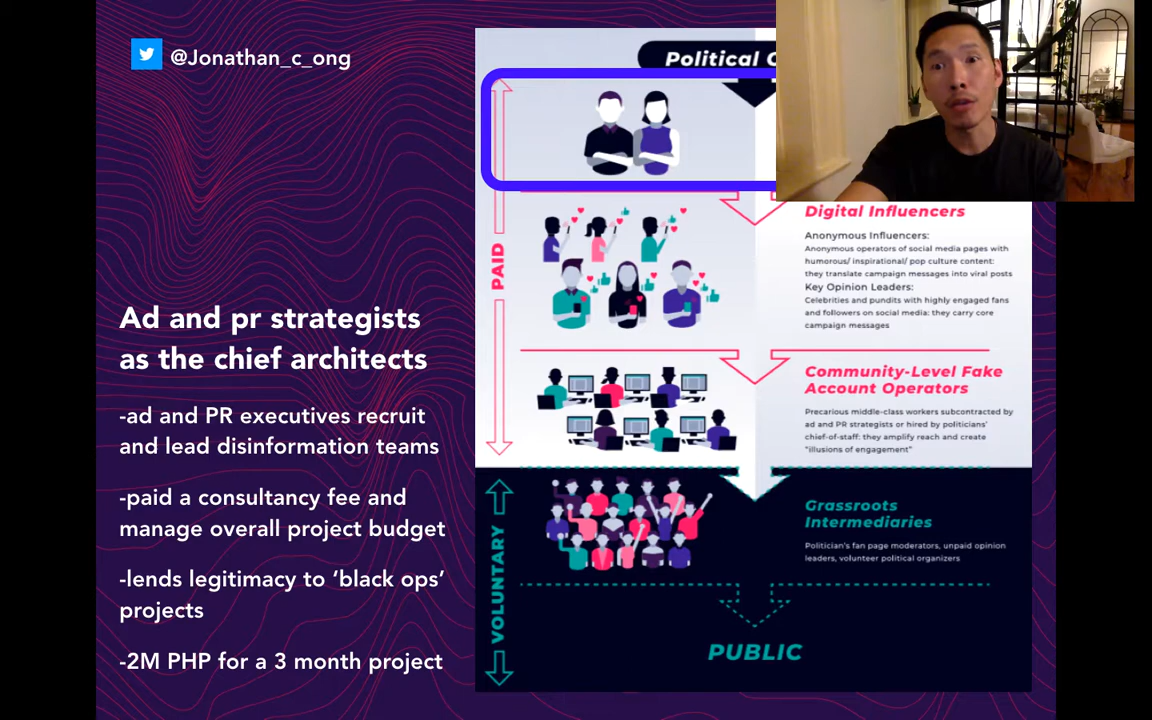 @Jonathan_c_ong
Ad and pr strategists
as the chief architects
-ad and PR executives recruit
and lead disinformation teams
-paid a consultancy fee and
manage overall project budget
-lends legitimacy to ‘black ops’
projects
-2M PHP for a 3 month project
Political
PAID
Digital Influencers
Anonymous Influencers:
Anonymous operators of social media pages with
humorous/ inspirational/ pop culture content:
they translate campaign messages into viral posts
Key Opinion Leaders:
Celebrities and pundits with highly engaged fans
and followers on social media: they carry core
campaign messages
Community-Level Fake
Account Operators
Precarious middle-class workers subcontracted by
ad and PR strategists or hired by politicians'
chief-of-staff: they amplify reach and create
"illusions of engagement"
VOLUNTARY
Grassroots
Intermediaries
Politician's fan page moderators, unpaid opinion
leaders, volunteer political organizers
PUBLIC